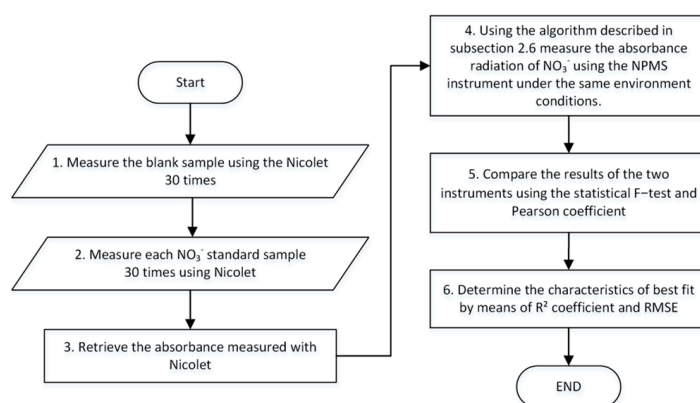 Start
1. Measure the blank sample using the Nicolet
30 times
2. Measure each NO₃⁻ standard sample
30 times using Nicolet
3. Retrieve the absorbance measured with
Nicolet
4. Using the algorithm described in
subsection 2.6 measure the absorbance
radiation of NO₃⁻ using the NPMS
instrument under the same environment
conditions.
5. Compare the results of the two
instruments using the statistical F−test and
Pearson coefficient
6. Determine the characteristics of best fit
by means of R² coefficient and RMSE
END